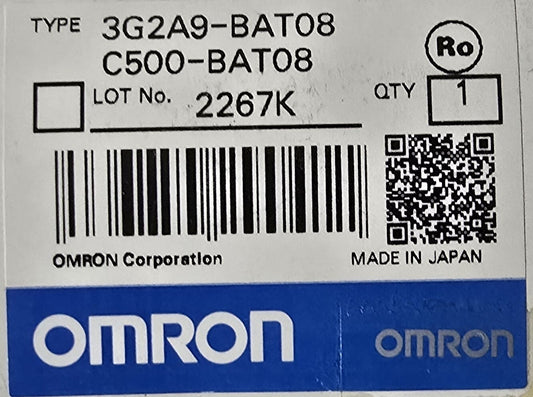 TYPE 3G2A9-BAT08
C500-BAT08
Ro
LOT No. 2267K
QTY 1
OMRON Corporation
MADE IN JAPAN
OMRON
OMRON